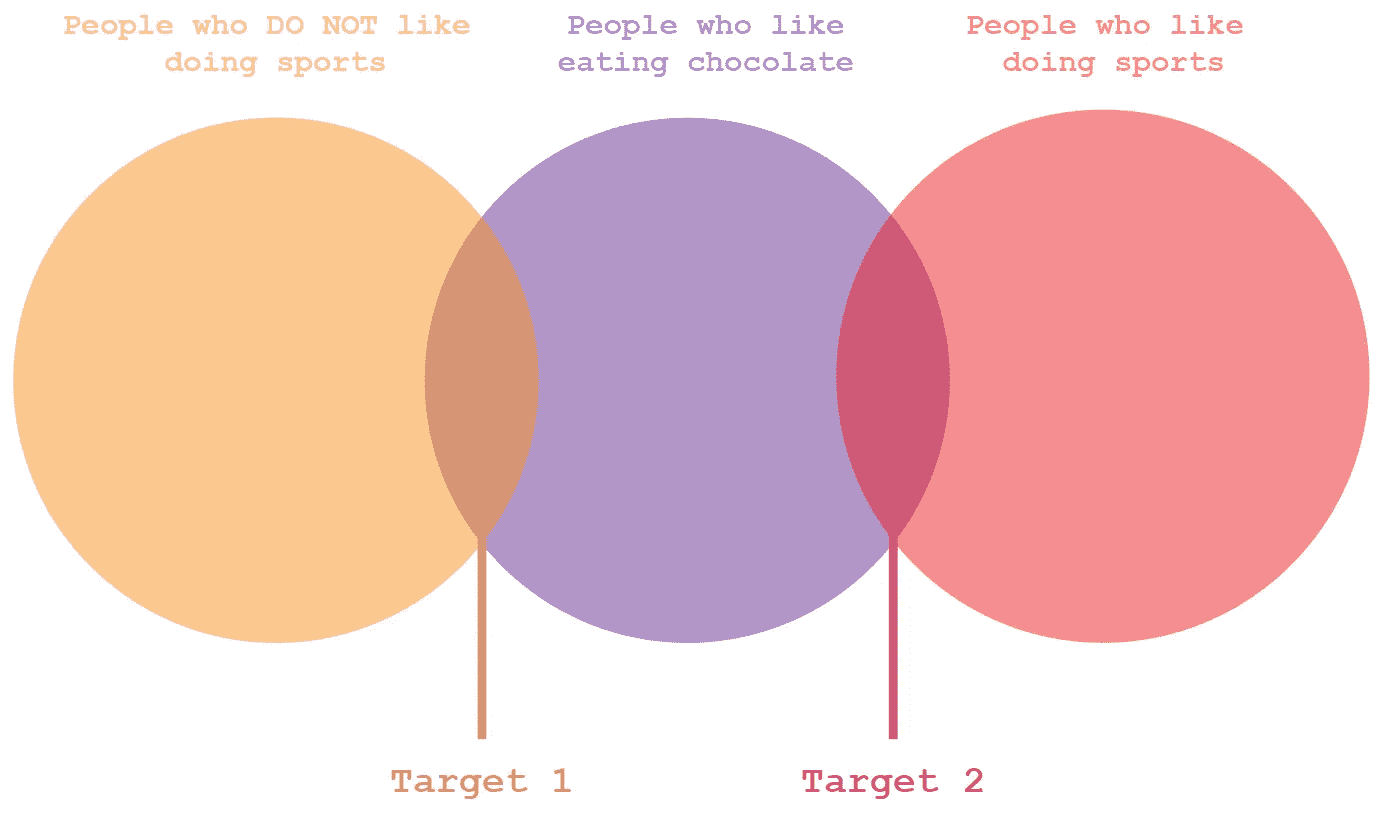 People who DO NOT like
doing sports
People who like
eating chocolate
People who like
doing sports
Target 1
Target 2